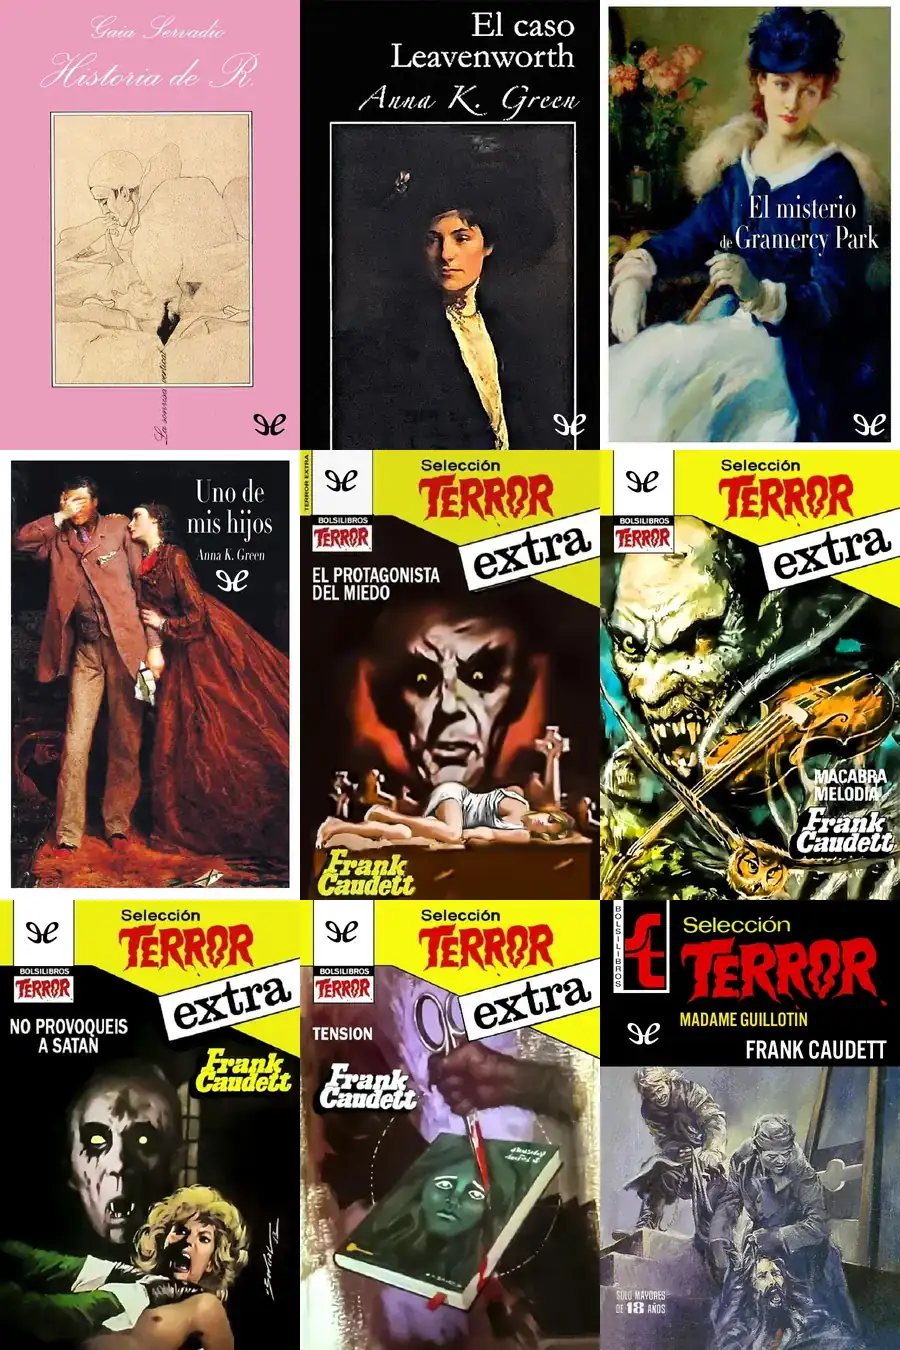 Gaia Servadio
Historia de R.
La sonrisa vertical
El caso
Leavenworth
Anna K. Green
El misterio
de Gramercy Park
Uno de
mis hijos
Anna K. Green
TERROR EXTRA
Selección
TERROR
extra
BOLSILIBROS
TERROR
EL PROTAGONISTA
DEL MIEDO
Frank
Caudett
Selección
TERROR
extra
BOLSILIBROS
TERROR
MACABRA
MELODIA
Frank
Caudett
Selección
TERROR
extra
BOLSILIBROS
TERROR
NO PROVOQUEIS
A SATAN
Frank
Caudett
Selección
TERROR
extra
BOLSILIBROS
TERROR
TENSION
Frank
Caudett
BOLSILIBROS
st
Selección
TERROR
MADAME GUILLOTIN
FRANK CAUDETT
SOLO MAYORES
DE 18 AÑOS